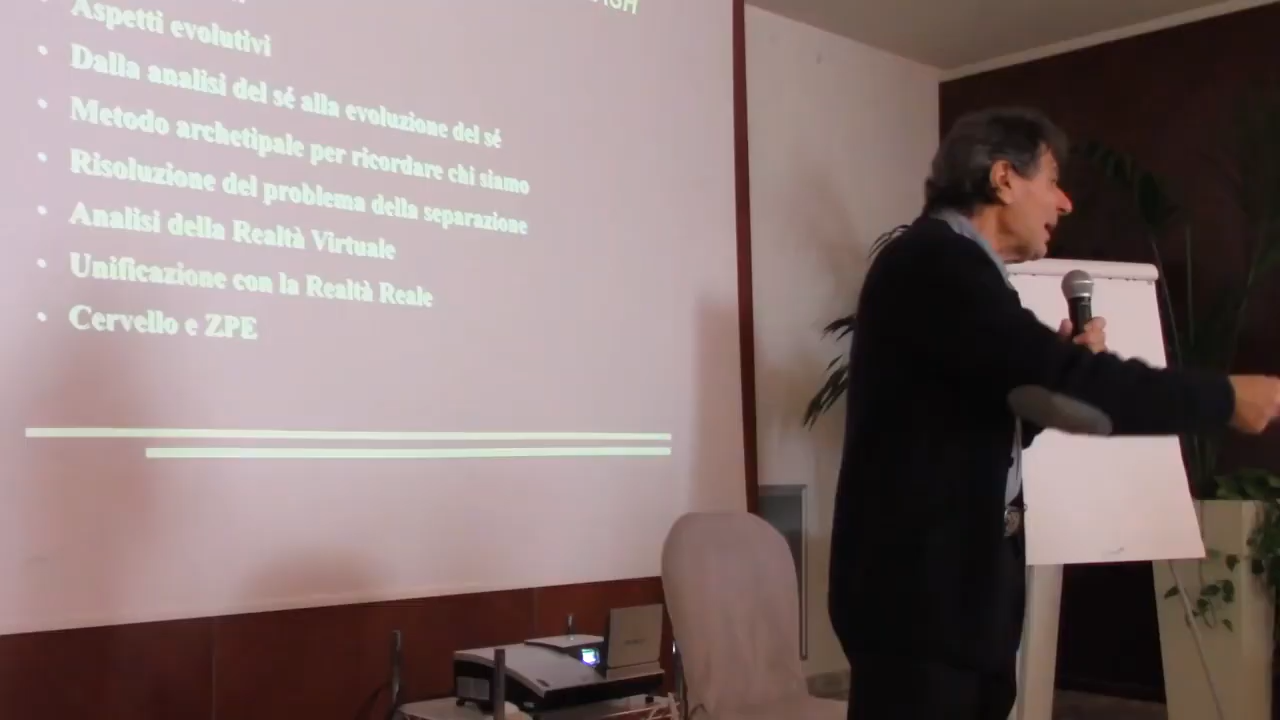 Aspetti evolutivi
Dalla analisi del sé alla evoluzione del sé
Metodo archetipale per ricordare chi siamo
Risoluzione del problema della separazione
Analisi della Realtà Virtuale
Unificazione con la Realtà Reale
Cervello e ZPE